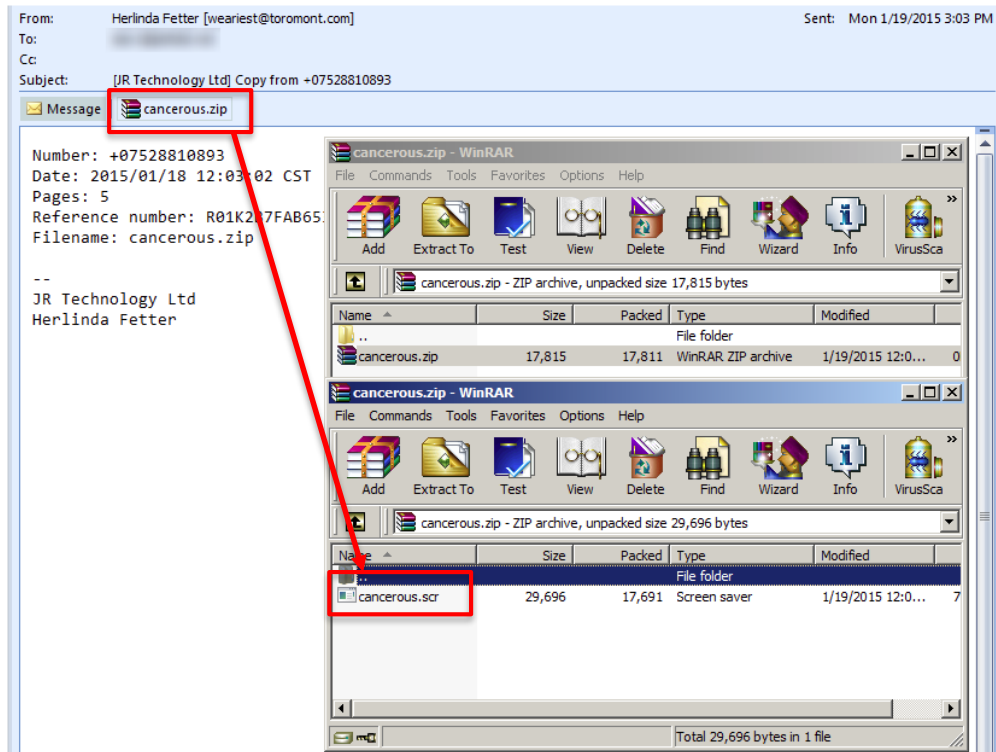 From: Herlinda Fetter [weariest@toromont.com] Sent: Mon 1/19/2015 3:03 PM
To:
Cc:
Subject: [JR Technology Ltd] Copy from +07528810893
Message cancerous.zip
Number: +07528810893
Date: 2015/01/18 12:03:02 CST
Pages: 5
Reference number:
Filename: cancerous.zip
--
JR Technology Ltd
Herlinda Fetter
cancerous.zip - WinRAR
File Commands Tools Favorites Options Help
Add Extract To Test View Delete Find Wizard Info VirusSca
cancerous.zip - ZIP archive, unpacked size 17,815 bytes
Name Size Packed Type Modified
.. File folder
cancerous.zip 17,815 17,811 WinRAR ZIP archive 1/19/2015 12:0... 0
cancerous.zip - WinRAR
File Commands Tools Favorites Options Help
Add Extract To Test View Delete Find Wizard Info VirusSca
cancerous.zip - ZIP archive, unpacked size 29,696 bytes
Name Size Packed Type Modified
.. File folder
cancerous.scr 29,696 17,691 Screen saver 1/19/2015 12:0... 7
Total 29,696 bytes in 1 file